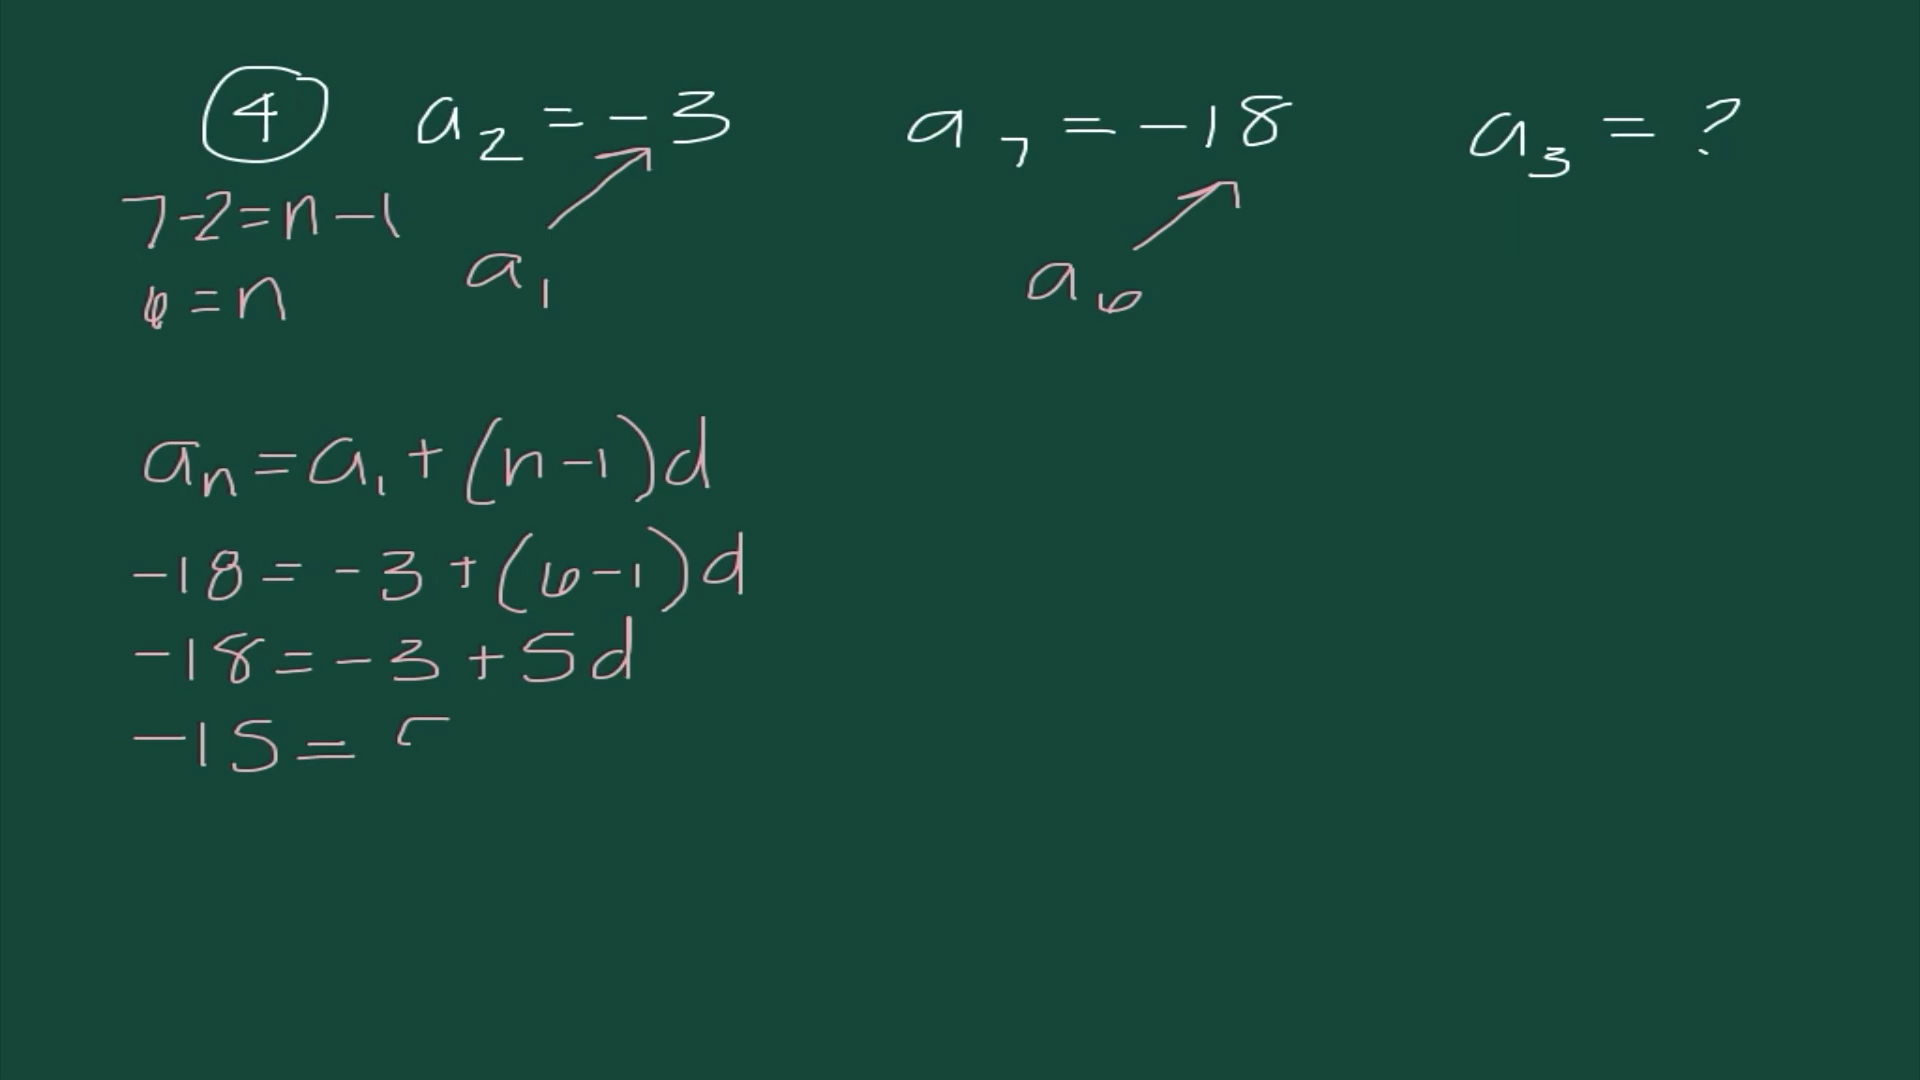 ④ a₂ = -3 a₇ = -18 a₃ = ?
7-2=n-1
6=n a₁ a₆
aₙ = a₁ + (n-1)d
-18 = -3 + (6-1)d
-18 = -3 + 5d
-15 =